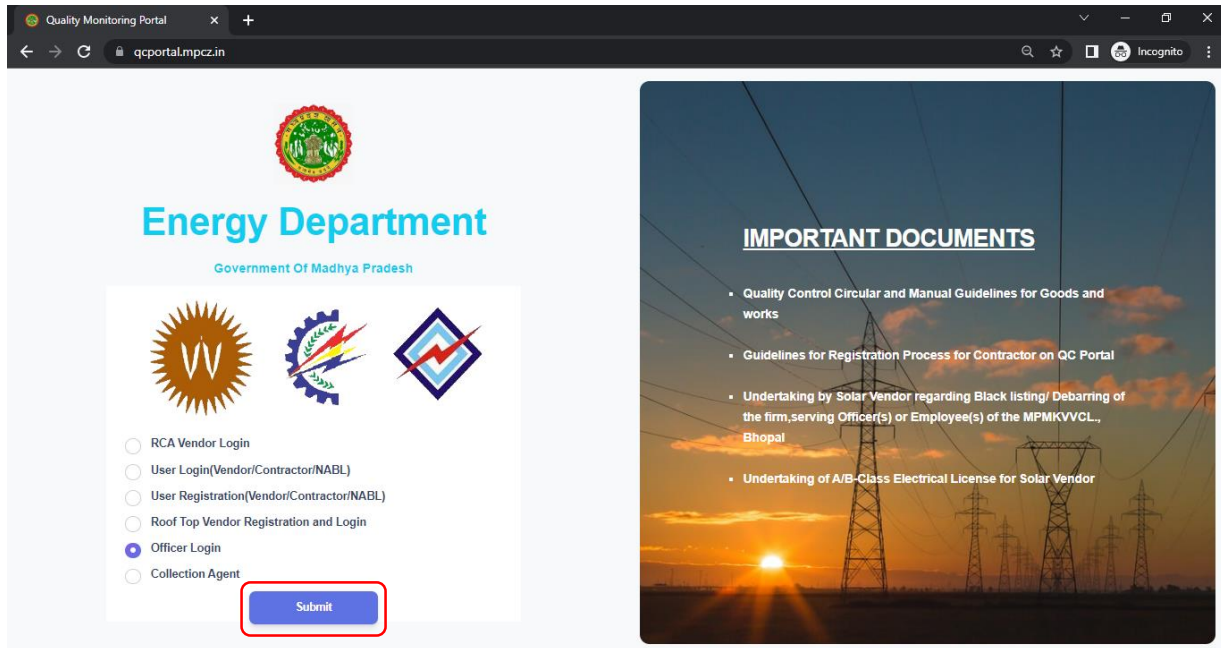 Quality Monitoring Portal
qcportal.mpcz.in
Incognito
Energy Department
Government Of Madhya Pradesh
RCA Vendor Login
User Login(Vendor/Contractor/NABL)
User Registration(Vendor/Contractor/NABL)
Roof Top Vendor Registration and Login
Officer Login
Collection Agent
Submit
IMPORTANT DOCUMENTS
Quality Control Circular and Manual Guidelines for Goods and
works
Guidelines for Registration Process for Contractor on QC Portal
Undertaking by Solar Vendor regarding Black listing/ Debarring of
the firm,serving Officer(s) or Employee(s) of the MPMKVVCL.,
Bhopal
Undertaking of A/B-Class Electrical License for Solar Vendor